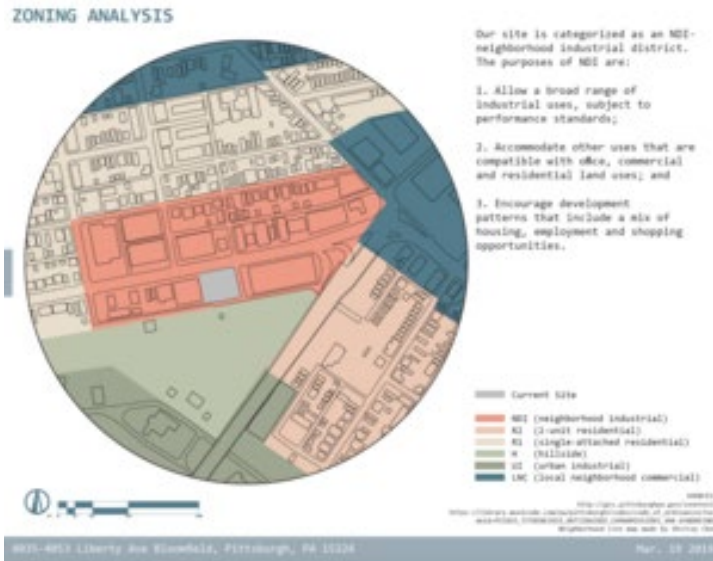 ZONING ANALYSIS
Our site is categorized as an NDI-
neighborhood industrial district.
The purposes of NDI are:
1. Allow a broad range of
industrial uses, subject to
performance standards;
2. Accommodate other uses that are
compatible with office, commercial
and residential land uses; and
3. Encourage development
patterns that include a mix of
housing, employment and shopping
opportunities.
Current Site
NDI (neighborhood industrial)
R2 (2-unit residential)
R1 (single-attached residential)
H (hillside)
UI (urban industrial)
LNC (local neighborhood commercial)
Liberty Ave Bloomfield, Pittsburgh, PA 15224
Mar. 19